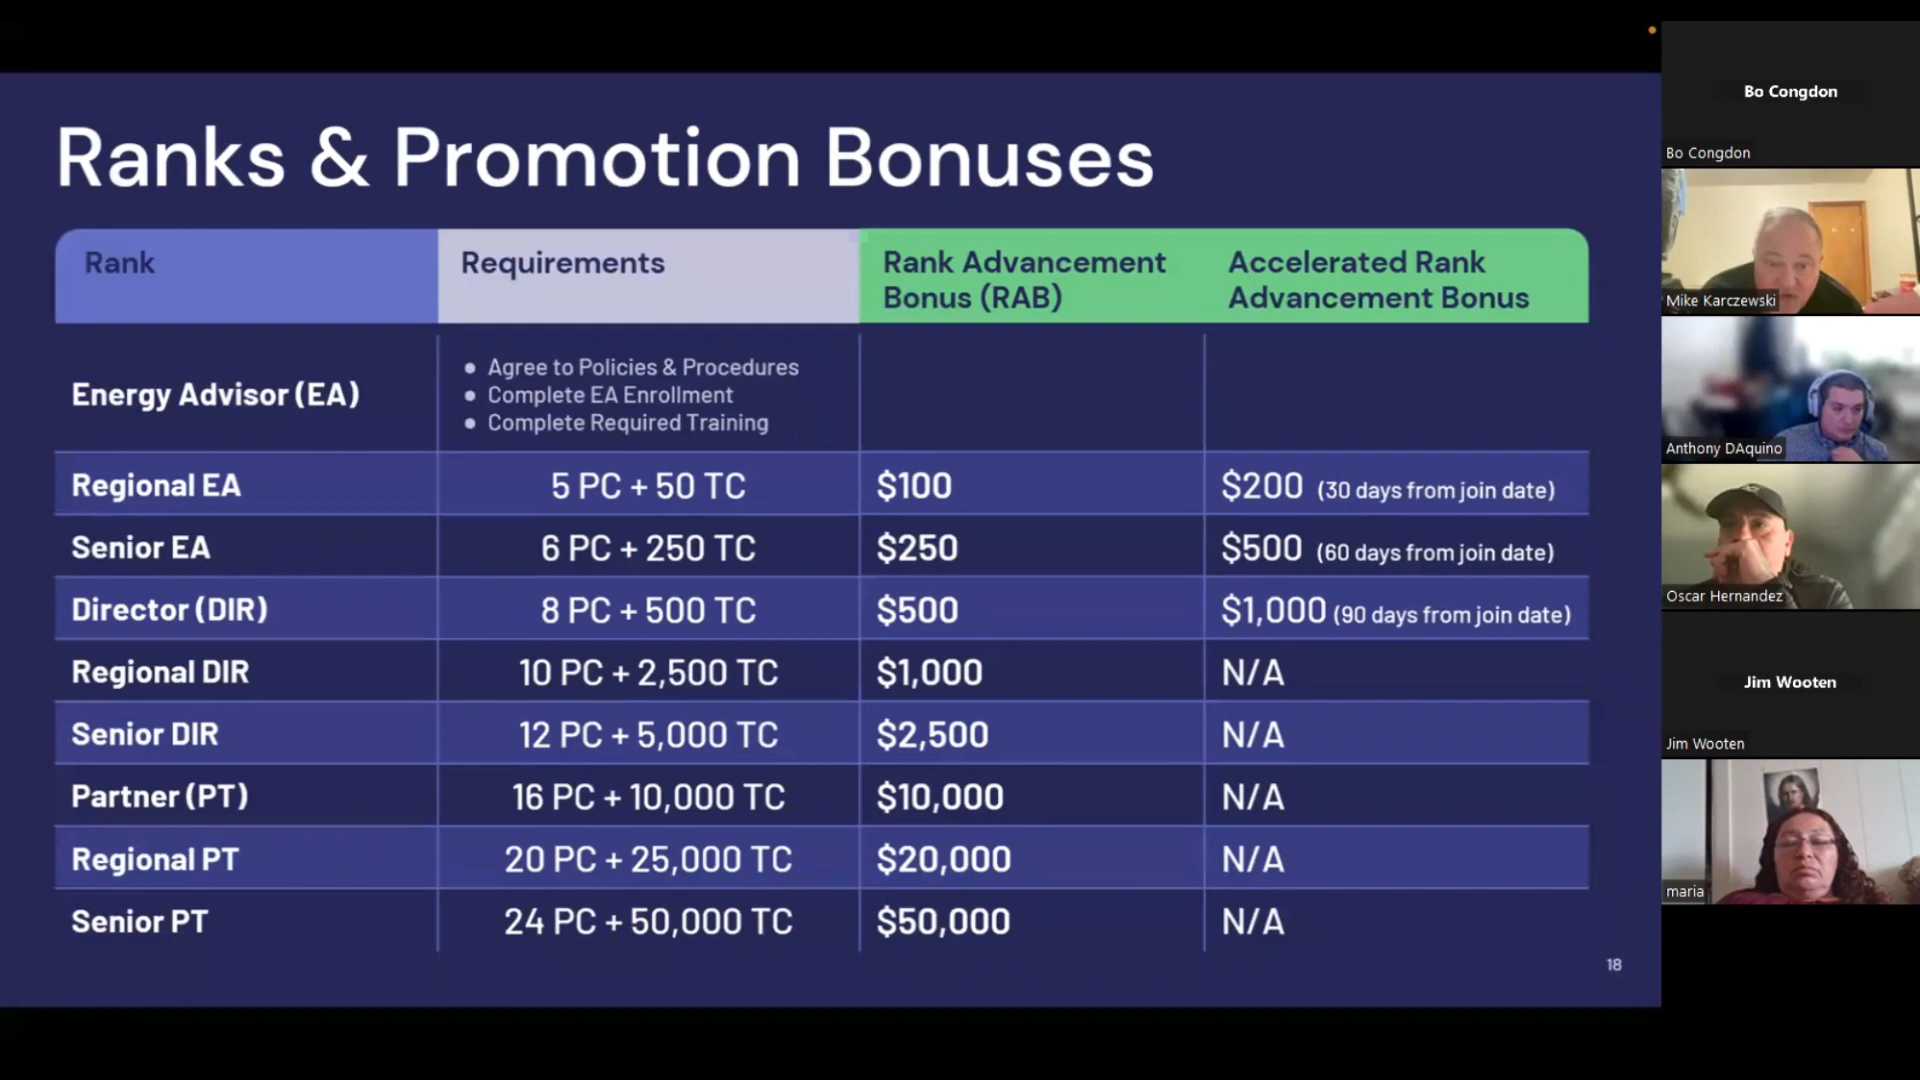 Ranks & Promotion Bonuses
Rank
Requirements
Rank Advancement
Bonus (RAB)
Accelerated Rank
Advancement Bonus
Energy Advisor (EA)
● Agree to Policies & Procedures
● Complete EA Enrollment
● Complete Required Training
Regional EA
5 PC + 50 TC
$100
$200 (30 days from join date)
Senior EA
6 PC + 250 TC
$250
$500 (60 days from join date)
Director (DIR)
8 PC + 500 TC
$500
$1,000 (90 days from join date)
Regional DIR
10 PC + 2,500 TC
$1,000
N/A
Senior DIR
12 PC + 5,000 TC
$2,500
N/A
Partner (PT)
16 PC + 10,000 TC
$10,000
N/A
Regional PT
20 PC + 25,000 TC
$20,000
N/A
Senior PT
24 PC + 50,000 TC
$50,000
N/A
18
Bo Congdon
Bo Congdon
Mike Karczewski
Anthony DAquino
Oscar Hernandez
Jim Wooten
Jim Wooten
maria